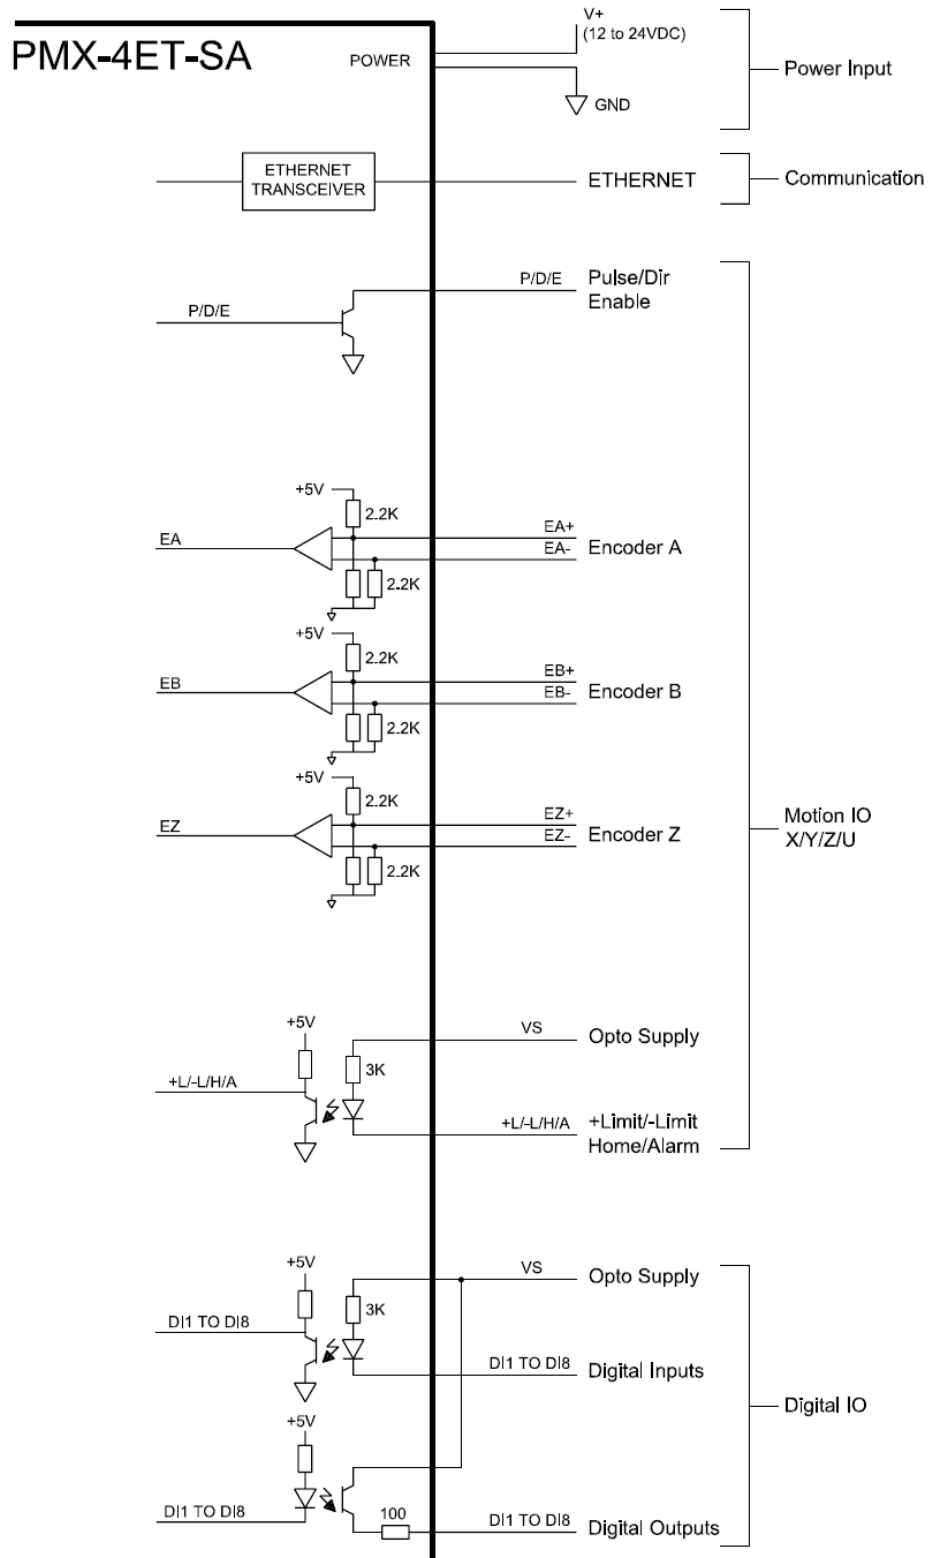 PMX-4ET-SA
POWER
V+
(12 to 24VDC)
GND
Power Input
ETHERNET
TRANSCEIVER
ETHERNET
Communication
P/D/E
P/D/E
Pulse/Dir
Enable
+5V
2.2K
EA
EA+
EA-
Encoder A
2.2K
+5V
2.2K
EB
EB+
EB-
Encoder B
2.2K
+5V
2.2K
EZ
EZ+
EZ-
Encoder Z
2.2K
Motion IO
X/Y/Z/U
+5V
VS
Opto Supply
3K
+L/-L/H/A
+L/-L/H/A
+Limit/-Limit
Home/Alarm
+5V
VS
Opto Supply
3K
DI1 TO DI8
DI1 TO DI8
Digital Inputs
Digital IO
+5V
100
DI1 TO DI8
DI1 TO DI8
Digital Outputs